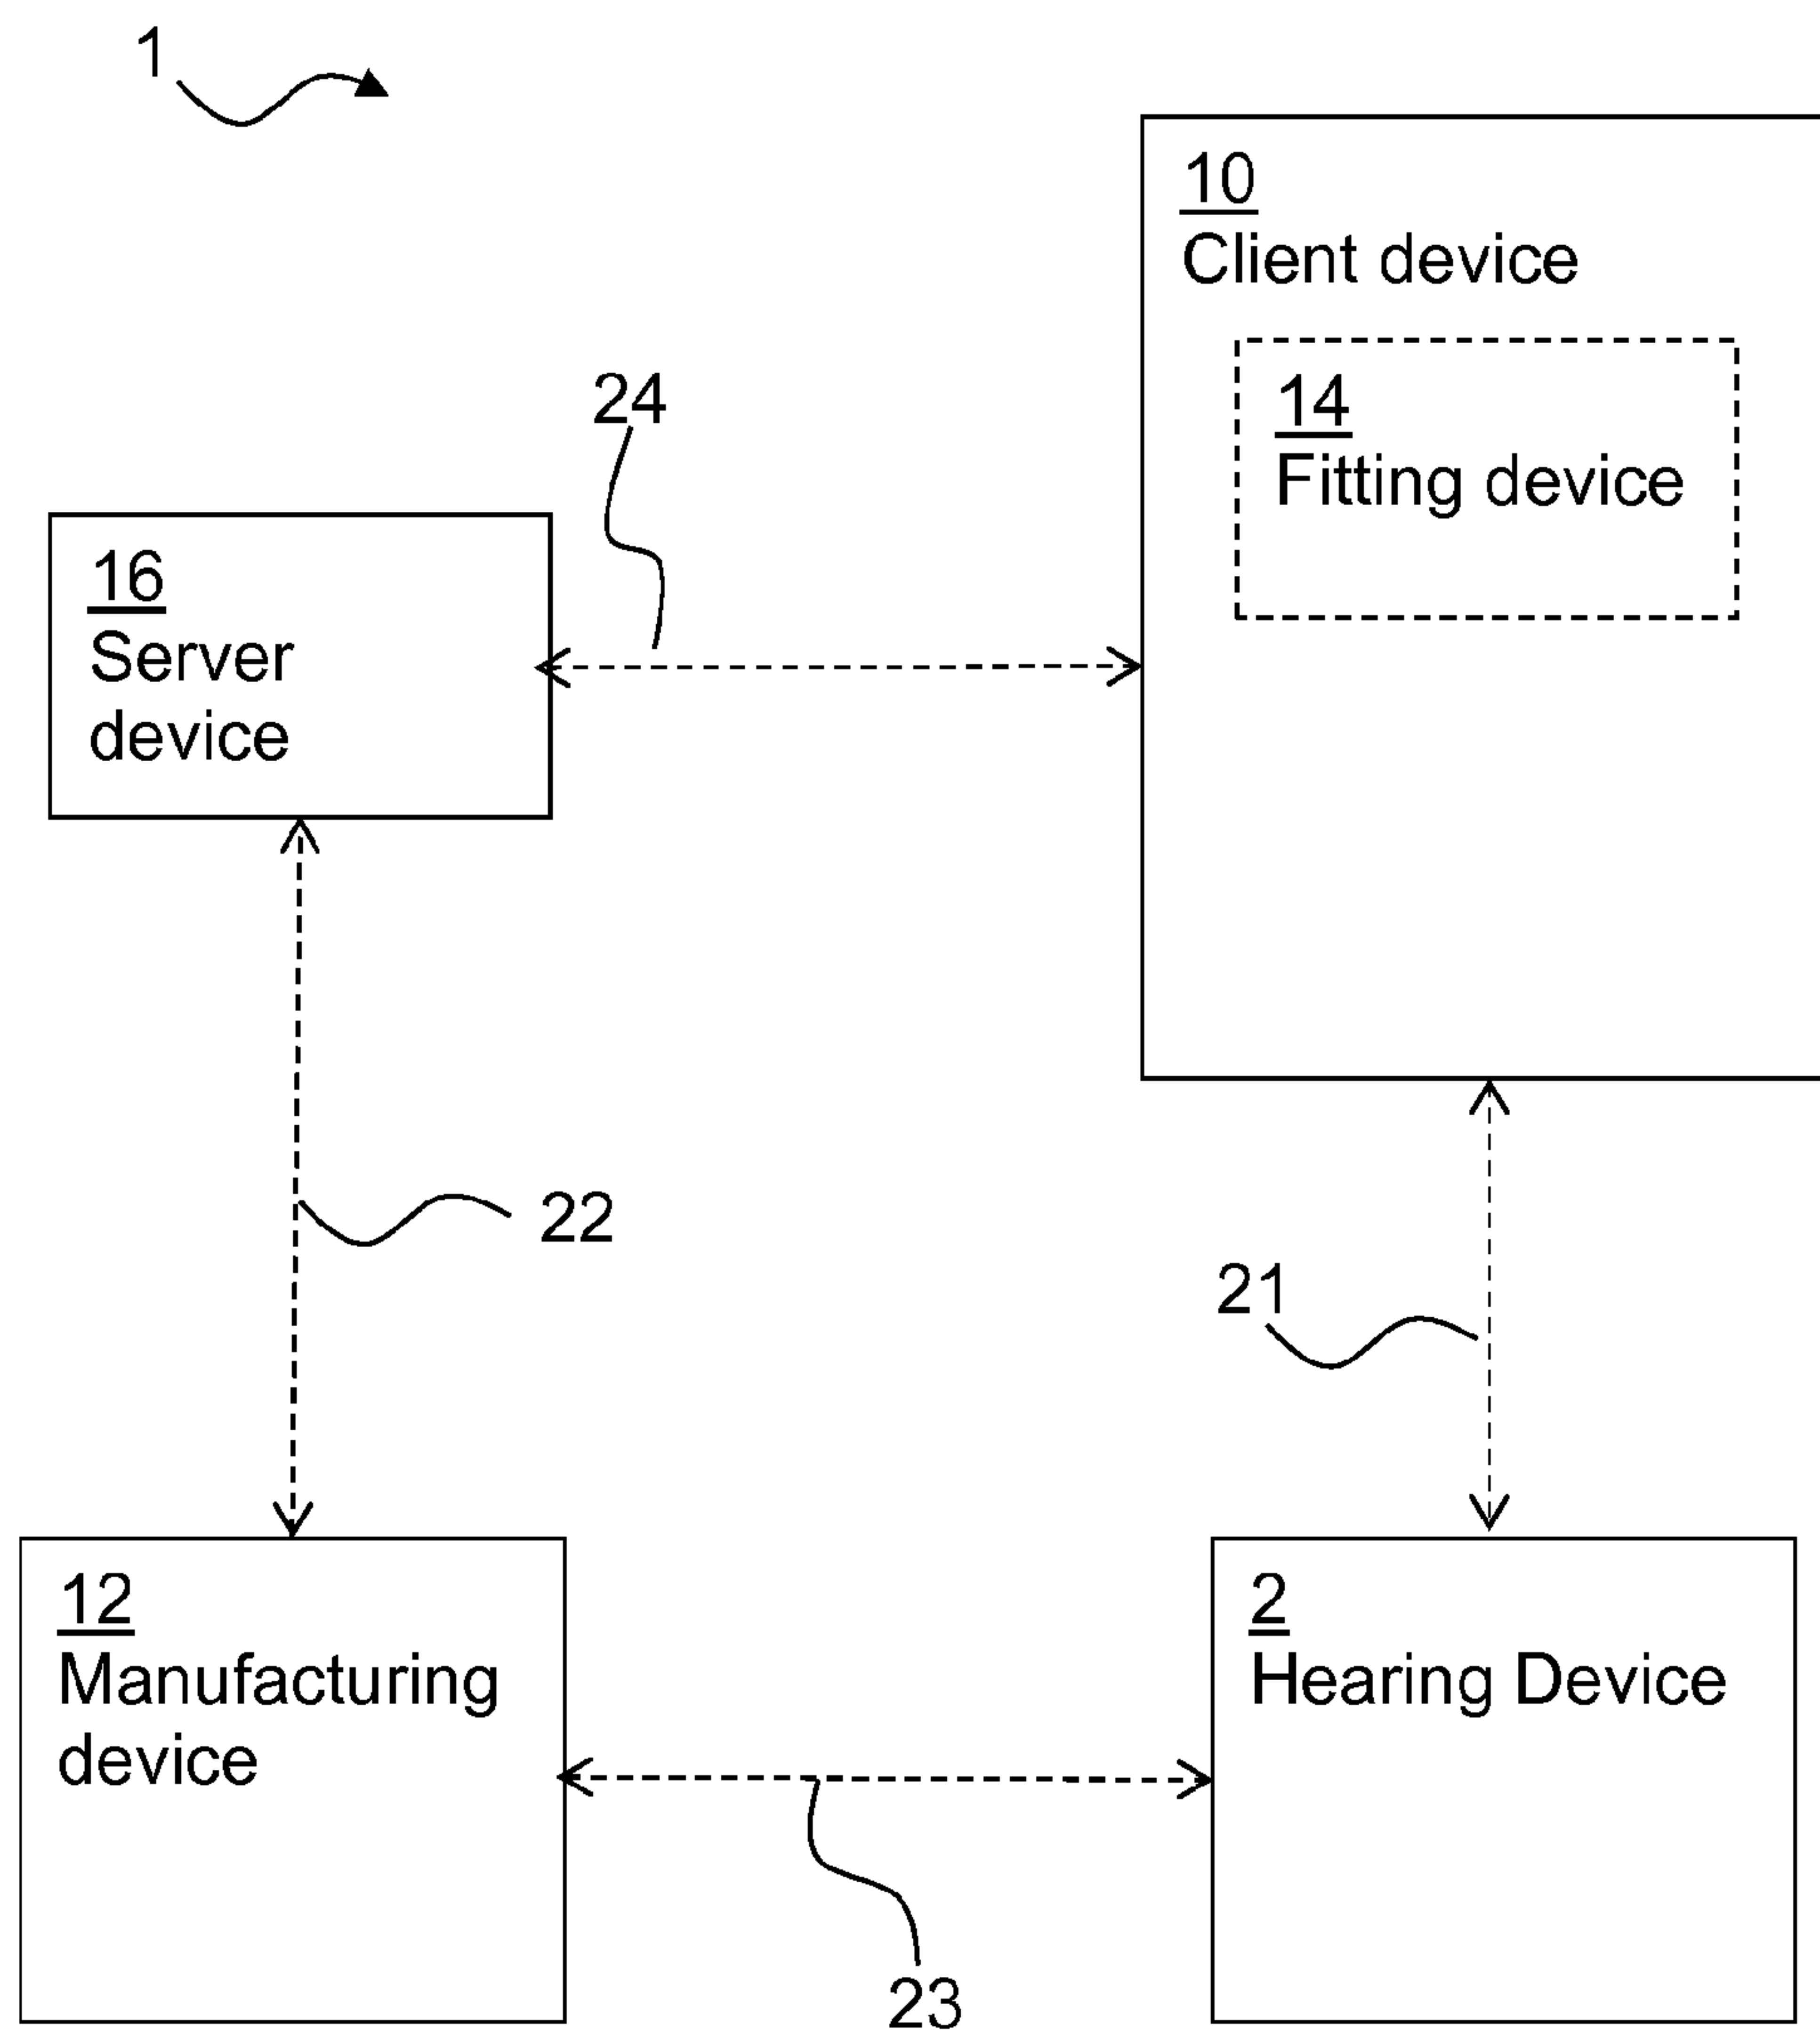 1
10
Client device
14
Fitting device
24
16
Server
device
22
21
12
Manufacturing
device
2
Hearing Device
23